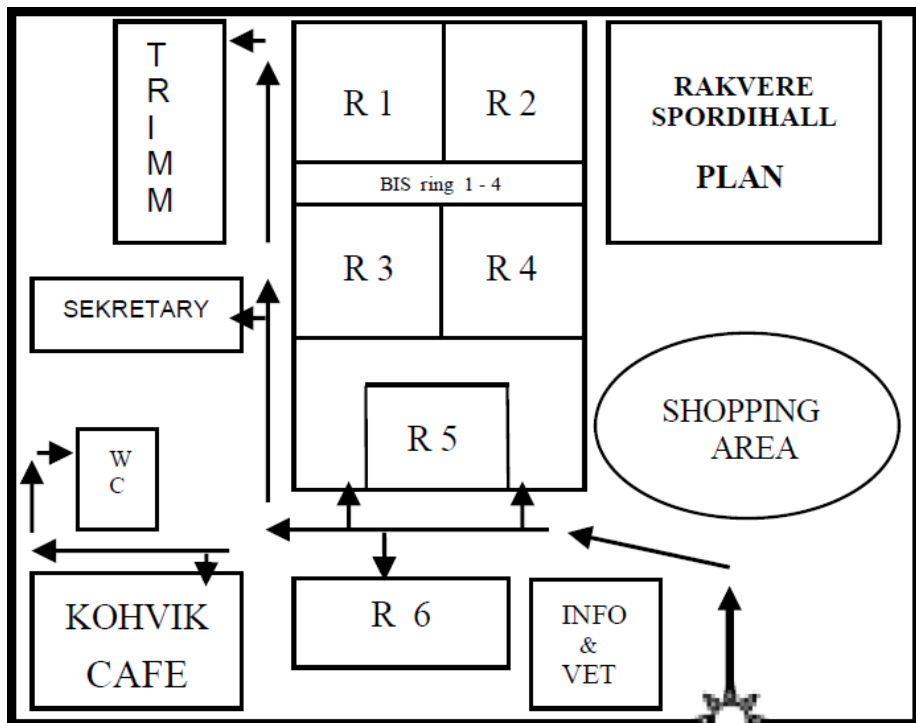 T
R
I
M
M
R 1
R 2
RAKVERE
SPORDIHALL
PLAN
BIS ring 1 - 4
R 3
R 4
SEKRETARY
SHOPPING
AREA
R 5
W
C
KOHVIK
CAFE
R 6
INFO
&
VET